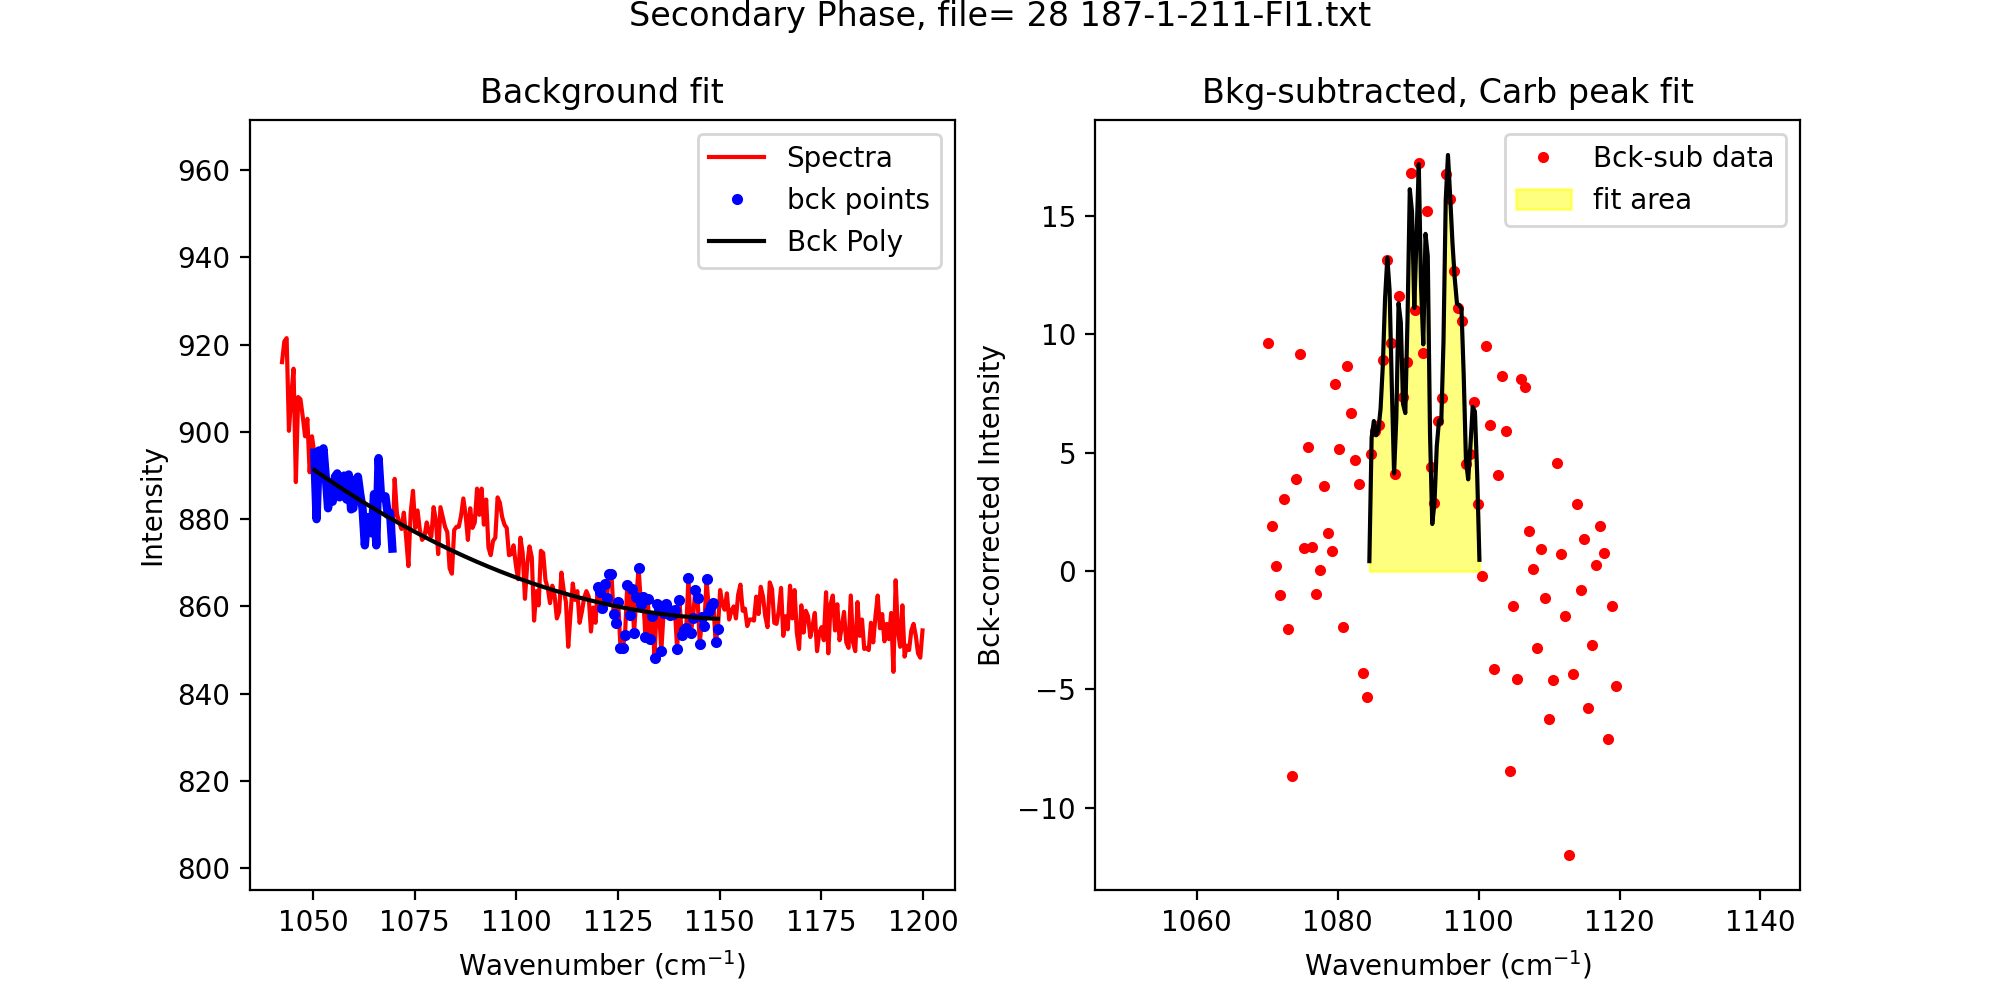 Secondary Phase, file= 28 187-1-211-FI1.txt
Background fit
Intensity
960
940
920
900
880
860
840
820
800
Spectra
bck points
Bck Poly
1050 1075 1100 1125 1150 1175 1200
Wavenumber (cm⁻¹)
Bkg-subtracted, Carb peak fit
Bck-corrected Intensity
15
10
5
0
−5
−10
Bck-sub data
fit area
1060 1080 1100 1120 1140
Wavenumber (cm⁻¹)